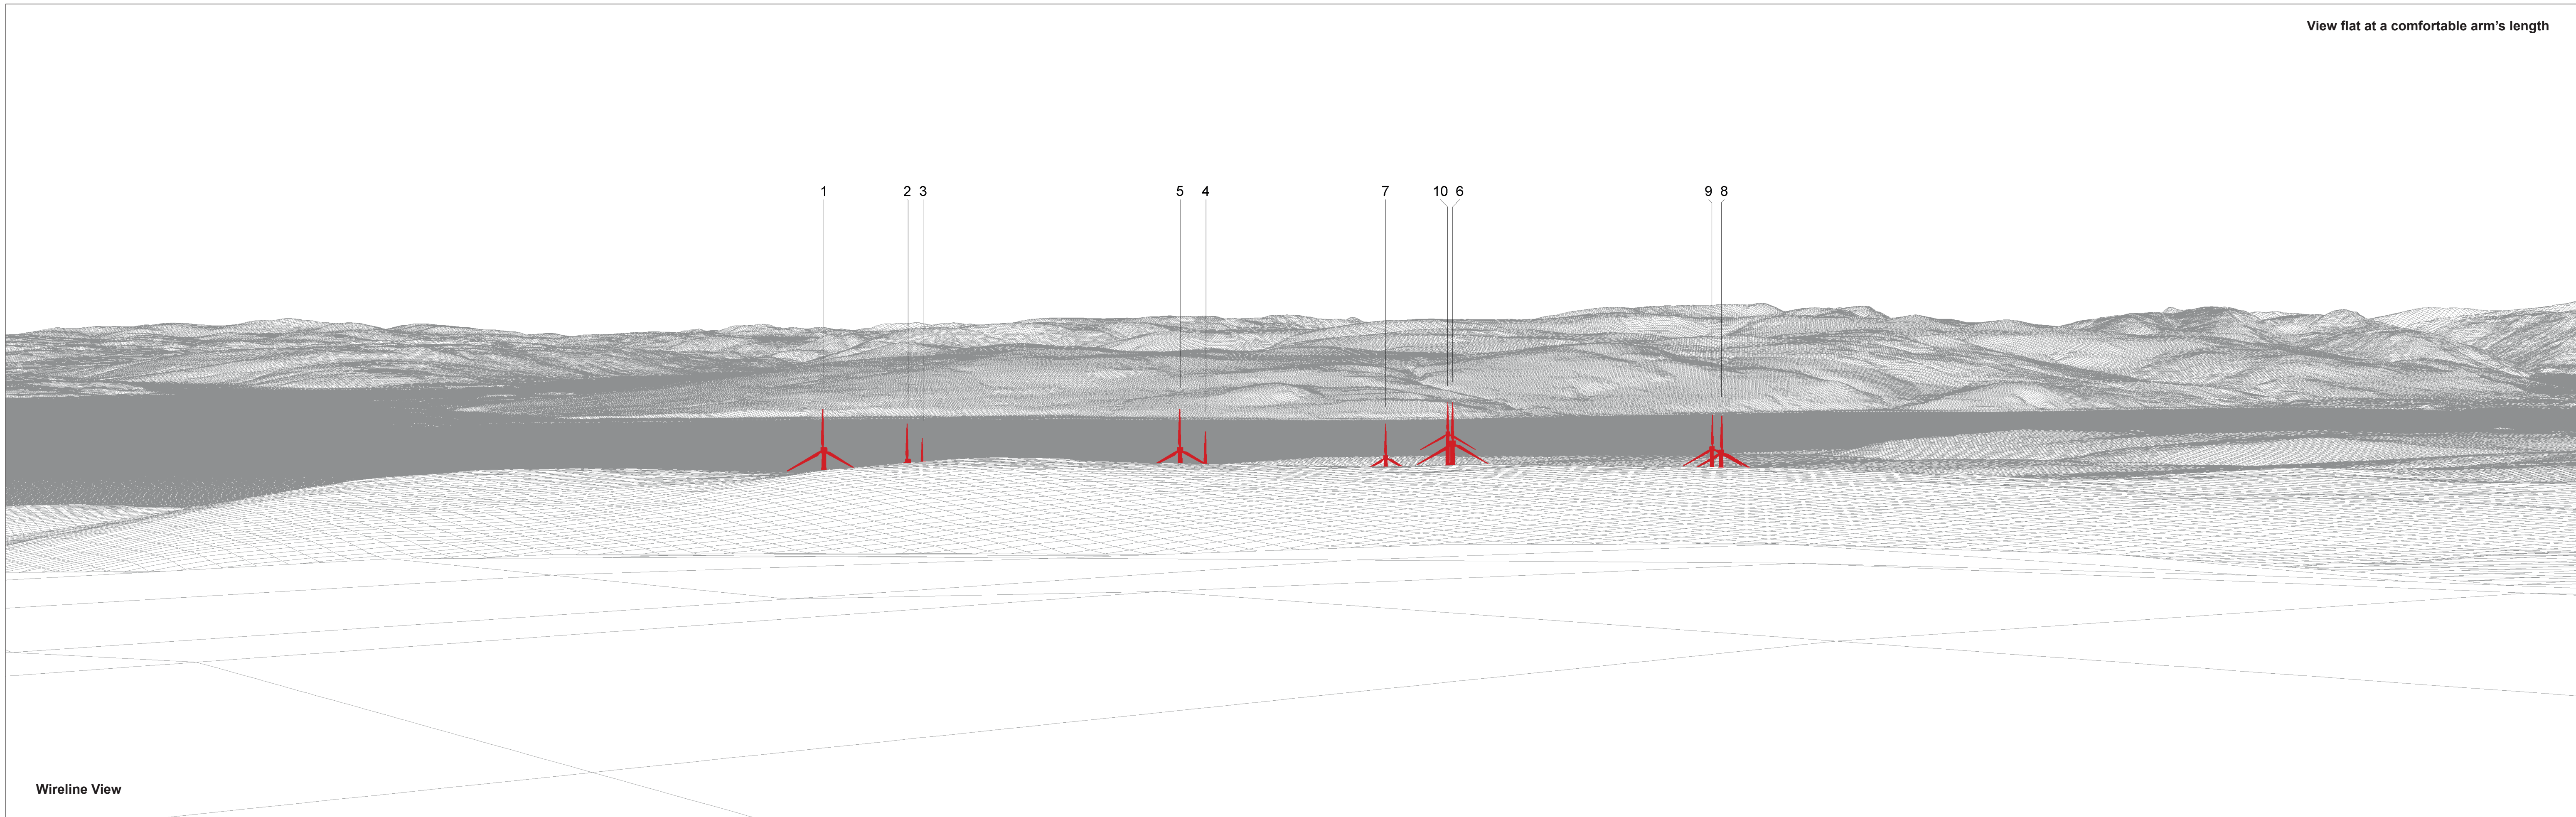 View flat at a comfortable arm’s length
1 2 3 5 4 7 10 6 9 8
Wireline View